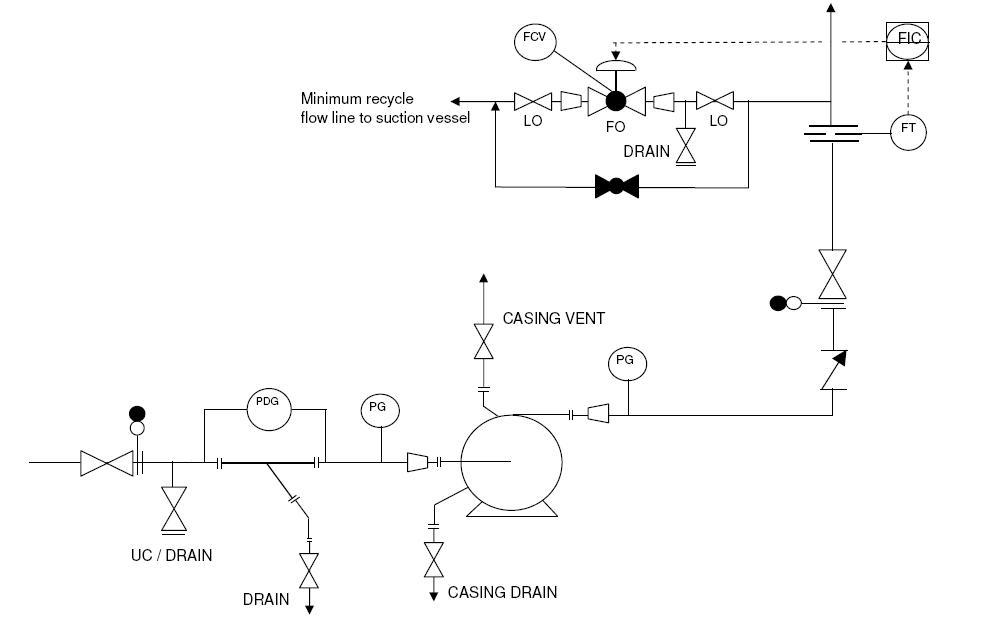 FCV
FIC
Minimum recycle
flow line to suction vessel
LO
FO
LO
FT
DRAIN
CASING VENT
PG
PDG
PG
UC / DRAIN
DRAIN
CASING DRAIN